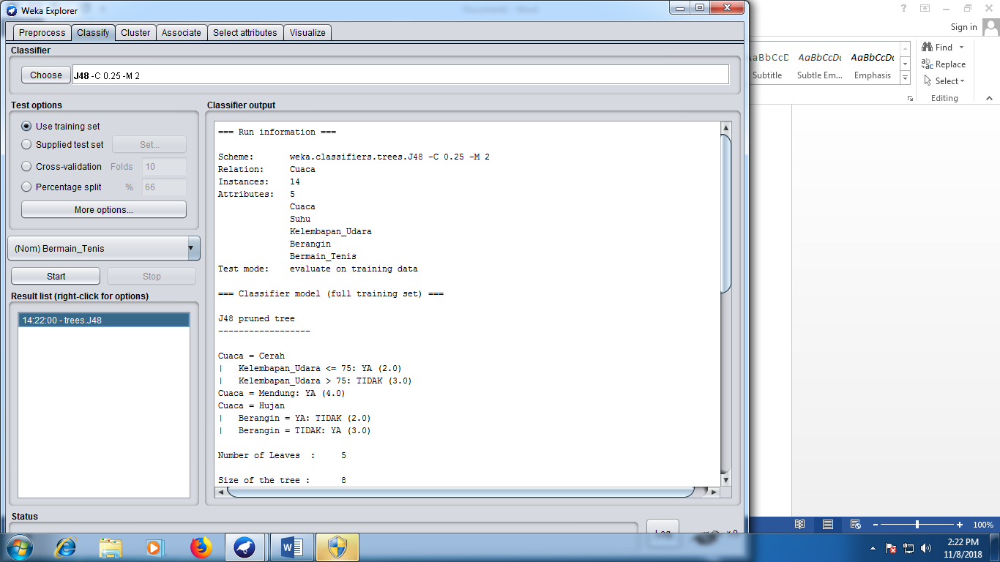 Weka Explorer
Preprocess Classify Cluster Associate Select attributes Visualize
Classifier
Choose J48 -C 0.25 -M 2
Test options
Use training set
Supplied test set Set...
Cross-validation Folds 10
Percentage split % 66
More options...
(Nom) Bermain_Tenis
Start Stop
Result list (right-click for options)
14:22:00 - trees.J48
Classifier output
=== Run information ===
Scheme: weka.classifiers.trees.J48 -C 0.25 -M 2
Relation: Cuaca
Instances: 14
Attributes: 5
Cuaca
Suhu
Kelembapan_Udara
Berangin
Bermain_Tenis
Test mode: evaluate on training data
=== Classifier model (full training set) ===
J48 pruned tree
------------------
Cuaca = Cerah
| Kelembapan_Udara <= 75: YA (2.0)
| Kelembapan_Udara > 75: TIDAK (3.0)
Cuaca = Mendung: YA (4.0)
Cuaca = Hujan
| Berangin = YA: TIDAK (2.0)
| Berangin = TIDAK: YA (3.0)
Number of Leaves : 5
Size of the tree : 8
Status
Log x 0
Sign in
AaBbCcD AaBbCcDc AaBbCcDc
Subtitle Subtle Em... Emphasis
Find
Replace
Select
Editing
100%
2:22 PM
11/8/2018